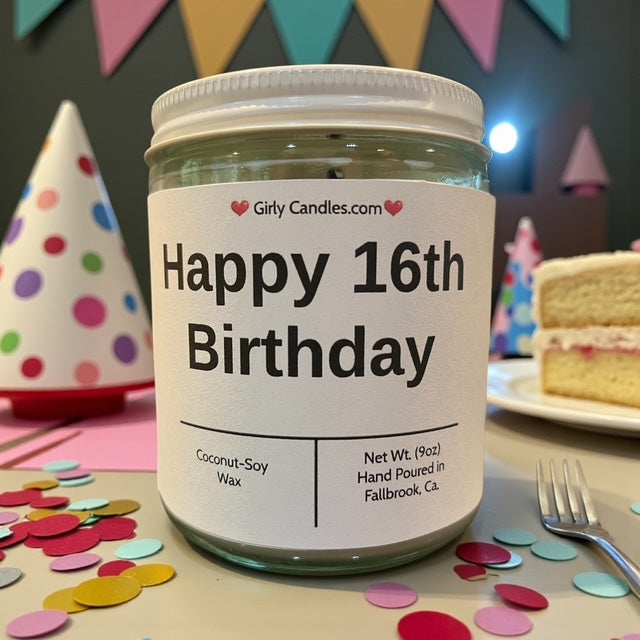 ❤️ Girly Candles.com ❤️
Happy 16th
Birthday
Coconut-Soy
Wax
Net Wt. (9oz)
Hand Poured in
Fallbrook, Ca.